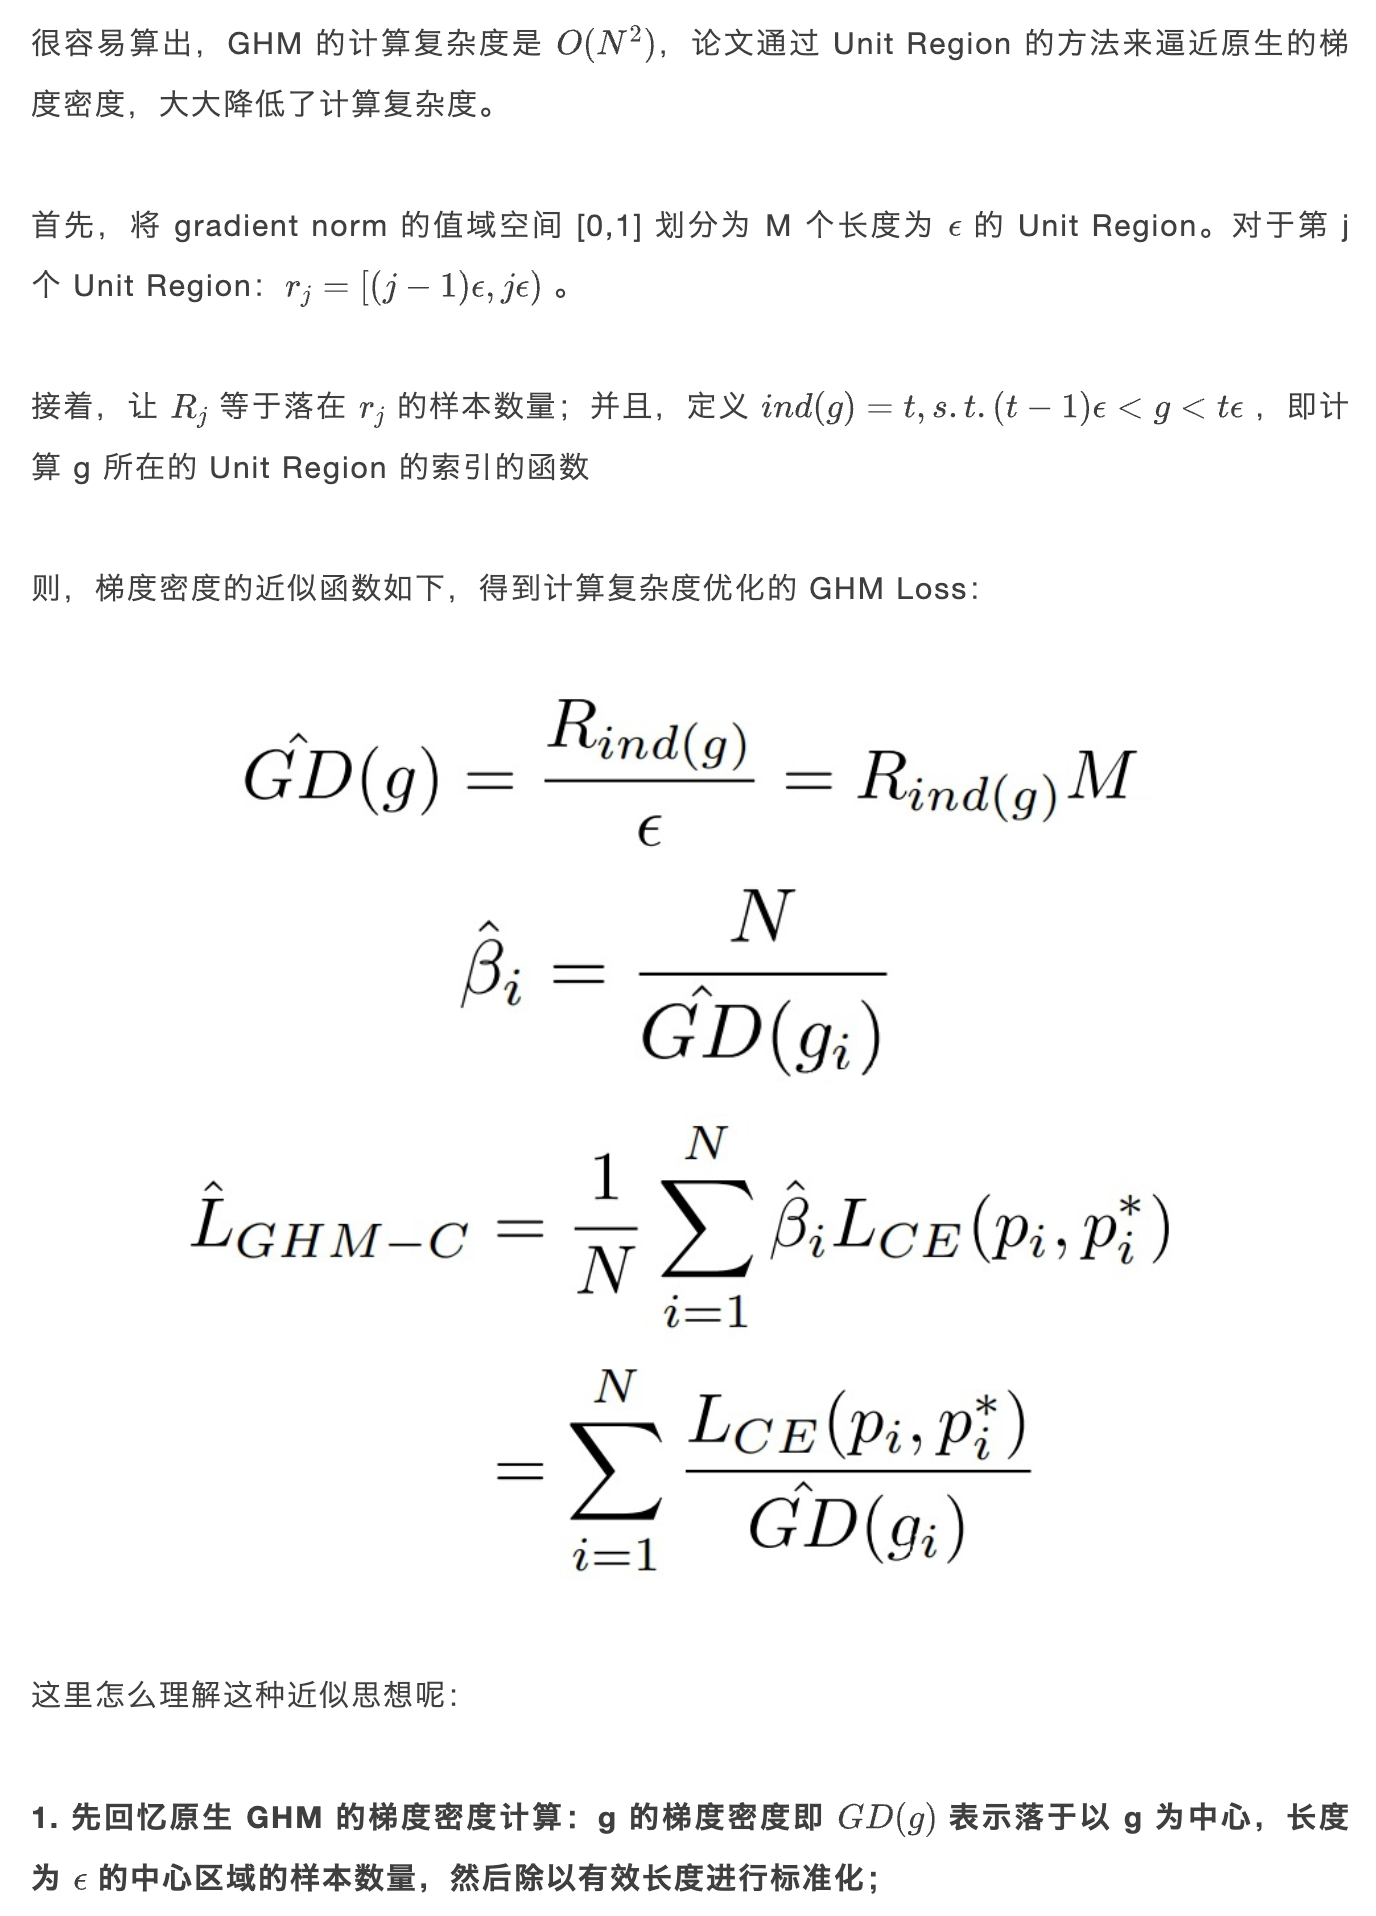 很容易算出，GHM 的计算复杂度是 O(N²)，论文通过 Unit Region 的方法来逼近原生的梯
度密度，大大降低了计算复杂度。
首先，将 gradient norm 的值域空间 [0,1] 划分为 M 个长度为 ϵ 的 Unit Region。对于第 j
个 Unit Region：r_j = [(j − 1)ϵ, jϵ) 。
接着，让 R_j 等于落在 r_j 的样本数量；并且，定义 ind(g) = t, s.t.(t − 1)ϵ < g < tϵ ，即计
算 g 所在的 Unit Region 的索引的函数
则，梯度密度的近似函数如下，得到计算复杂度优化的 GHM Loss：
\hat{GD}(g) = \frac{R_{ind(g)}}{\epsilon} = R_{ind(g)} M
\hat{\beta}_i = \frac{N}{\hat{GD}(g_i)}
\hat{L}_{GHM-C} = \frac{1}{N} \sum_{i=1}^{N} \hat{\beta}_i L_{CE}(p_i, p_i^*)
= \sum_{i=1}^{N} \frac{L_{CE}(p_i, p_i^*)}{\hat{GD}(g_i)}
这里怎么理解这种近似思想呢：
1. 先回忆原生 GHM 的梯度密度计算：g 的梯度密度即 GD(g) 表示落于以 g 为中心，长度
为 ϵ 的中心区域的样本数量，然后除以有效长度进行标准化；